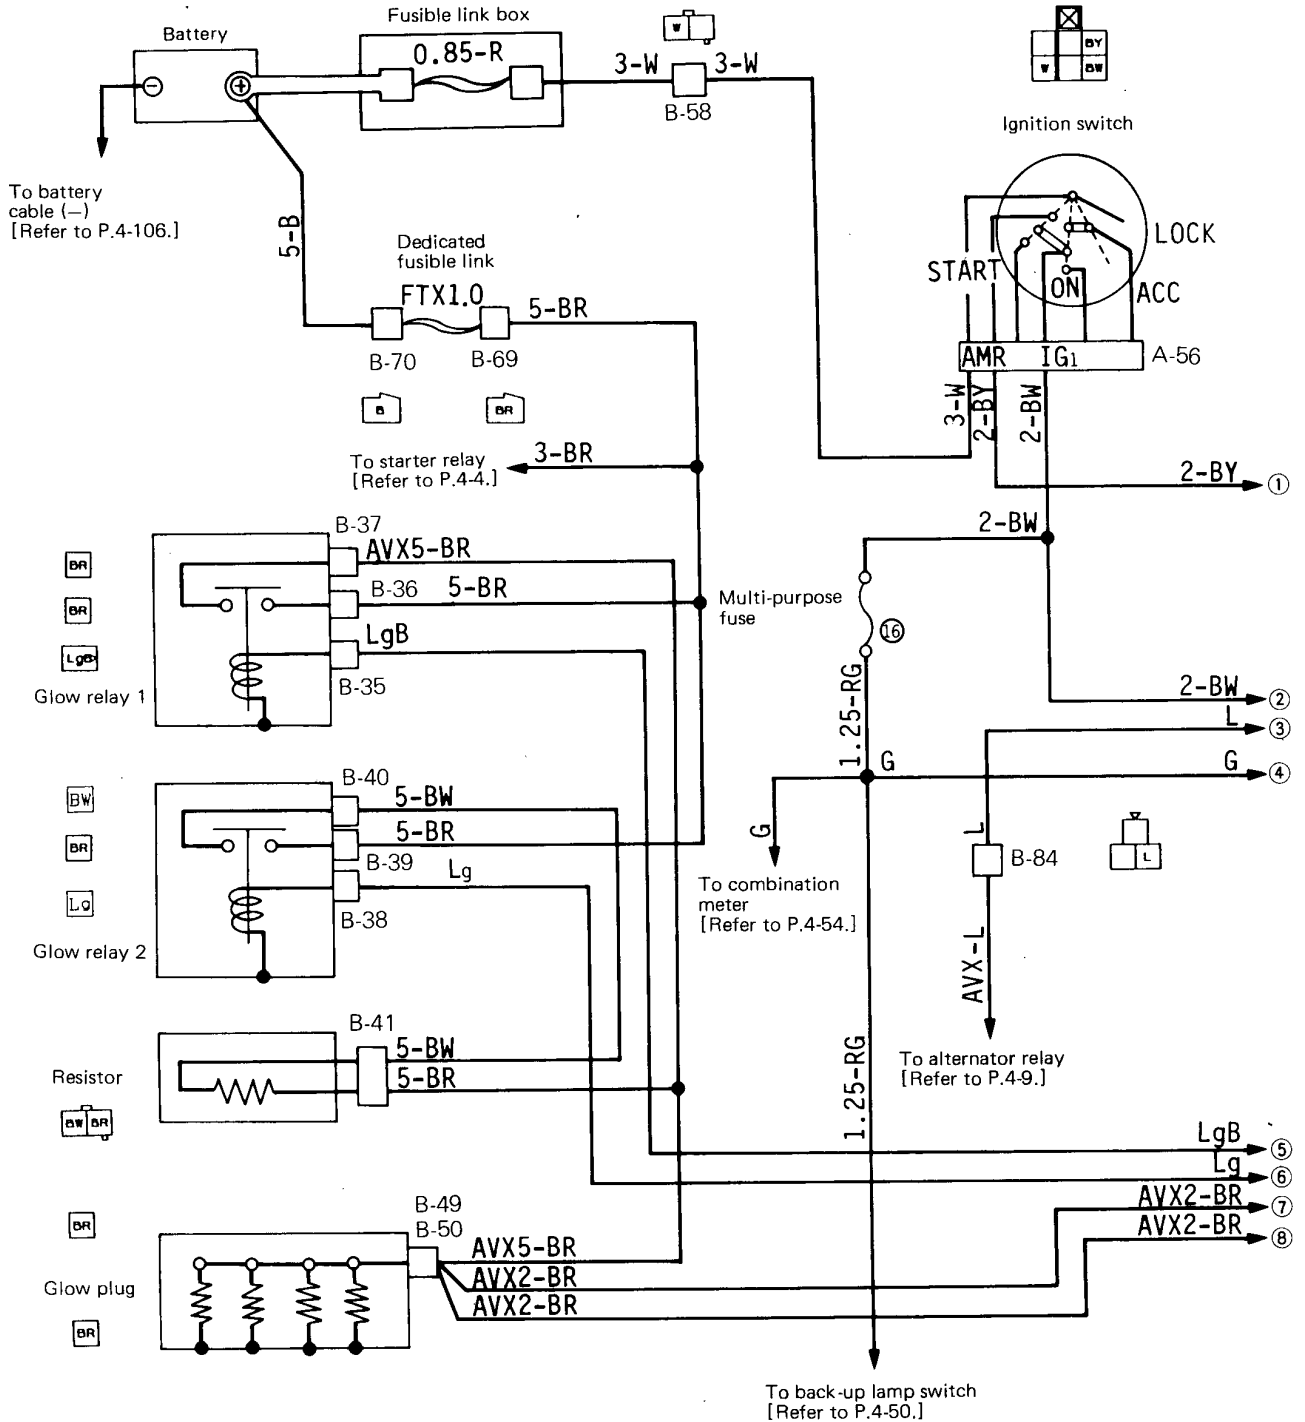 Fusible link box
Battery
0.85-R
W
3-W
3-W
B-58
BY
W
BW
Ignition switch
To battery
cable (—)
[Refer to P.4-106.]
5-B
Dedicated
fusible link
FTX1.0
5-BR
B-70
B-69
B
BR
LOCK
START
ON
ACC
AMR
IG1
A-56
3-W
2-BY
2-BW
3-BR
To starter relay
[Refer to P.4-4.]
2-BY
①
2-BW
B-37
AVX5-BR
BR
B-36
5-BR
BR
Multi-purpose
fuse
⑯
LgB
LgB
B-35
Glow relay 1
1.25-RG
2-BW
②
L
③
G
G
④
B-40
BW
5-BW
5-BR
BR
B-39
Lg
Lg
B-38
Glow relay 2
G
To combination
meter
[Refer to P.4-54.]
L
B-84
L
AVX-L
To alternator relay
[Refer to P.4-9.]
B-41
5-BW
5-BR
Resistor
BW
BR
1.25-RG
LgB
⑤
Lg
⑥
AVX2-BR
⑦
AVX2-BR
⑧
B-49
B-50
BR
AVX5-BR
AVX2-BR
AVX2-BR
Glow plug
BR
To back-up lamp switch
[Refer to P.4-50.]